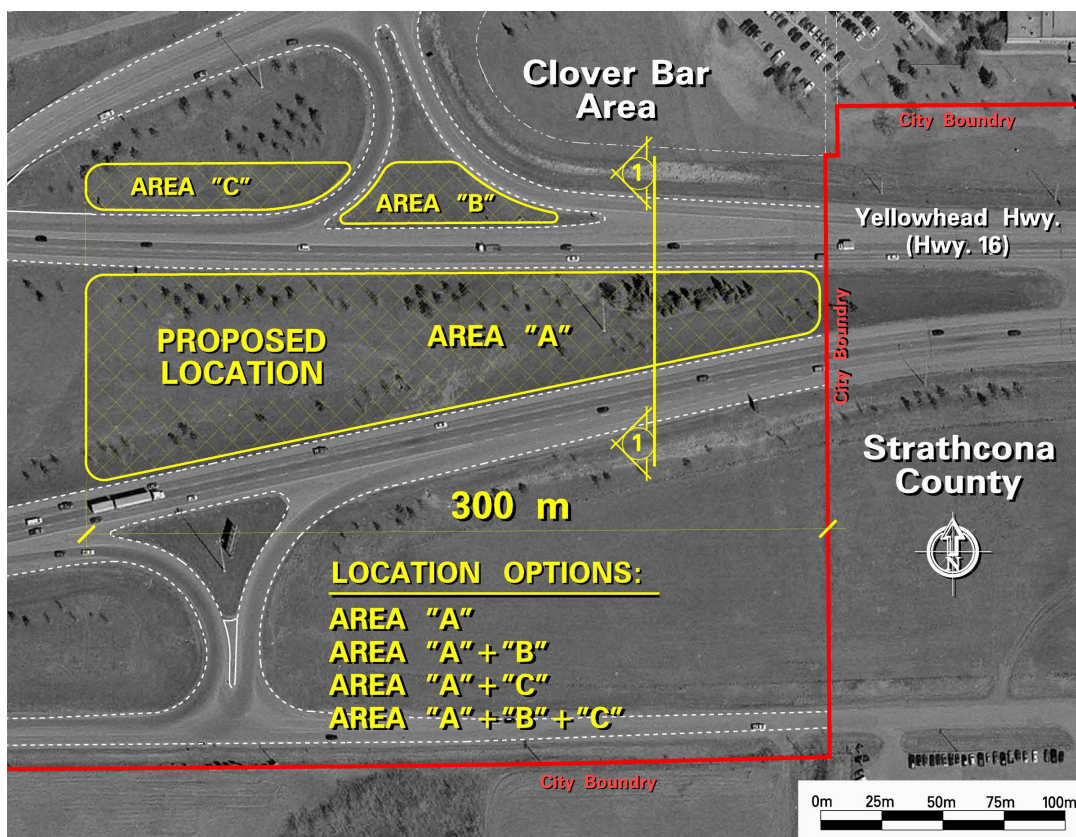 Clover Bar
Area
City Boundry
AREA "C"
1
AREA "B"
Yellowhead Hwy.
(Hwy. 16)
City Boundry
PROPOSED
LOCATION
AREA "A"
1
Strathcona
County
300 m
N
LOCATION OPTIONS:
AREA "A"
AREA "A"+"B"
AREA "A"+"C"
AREA "A"+"B"+"C"
City Boundry
0m 25m 50m 75m 100m